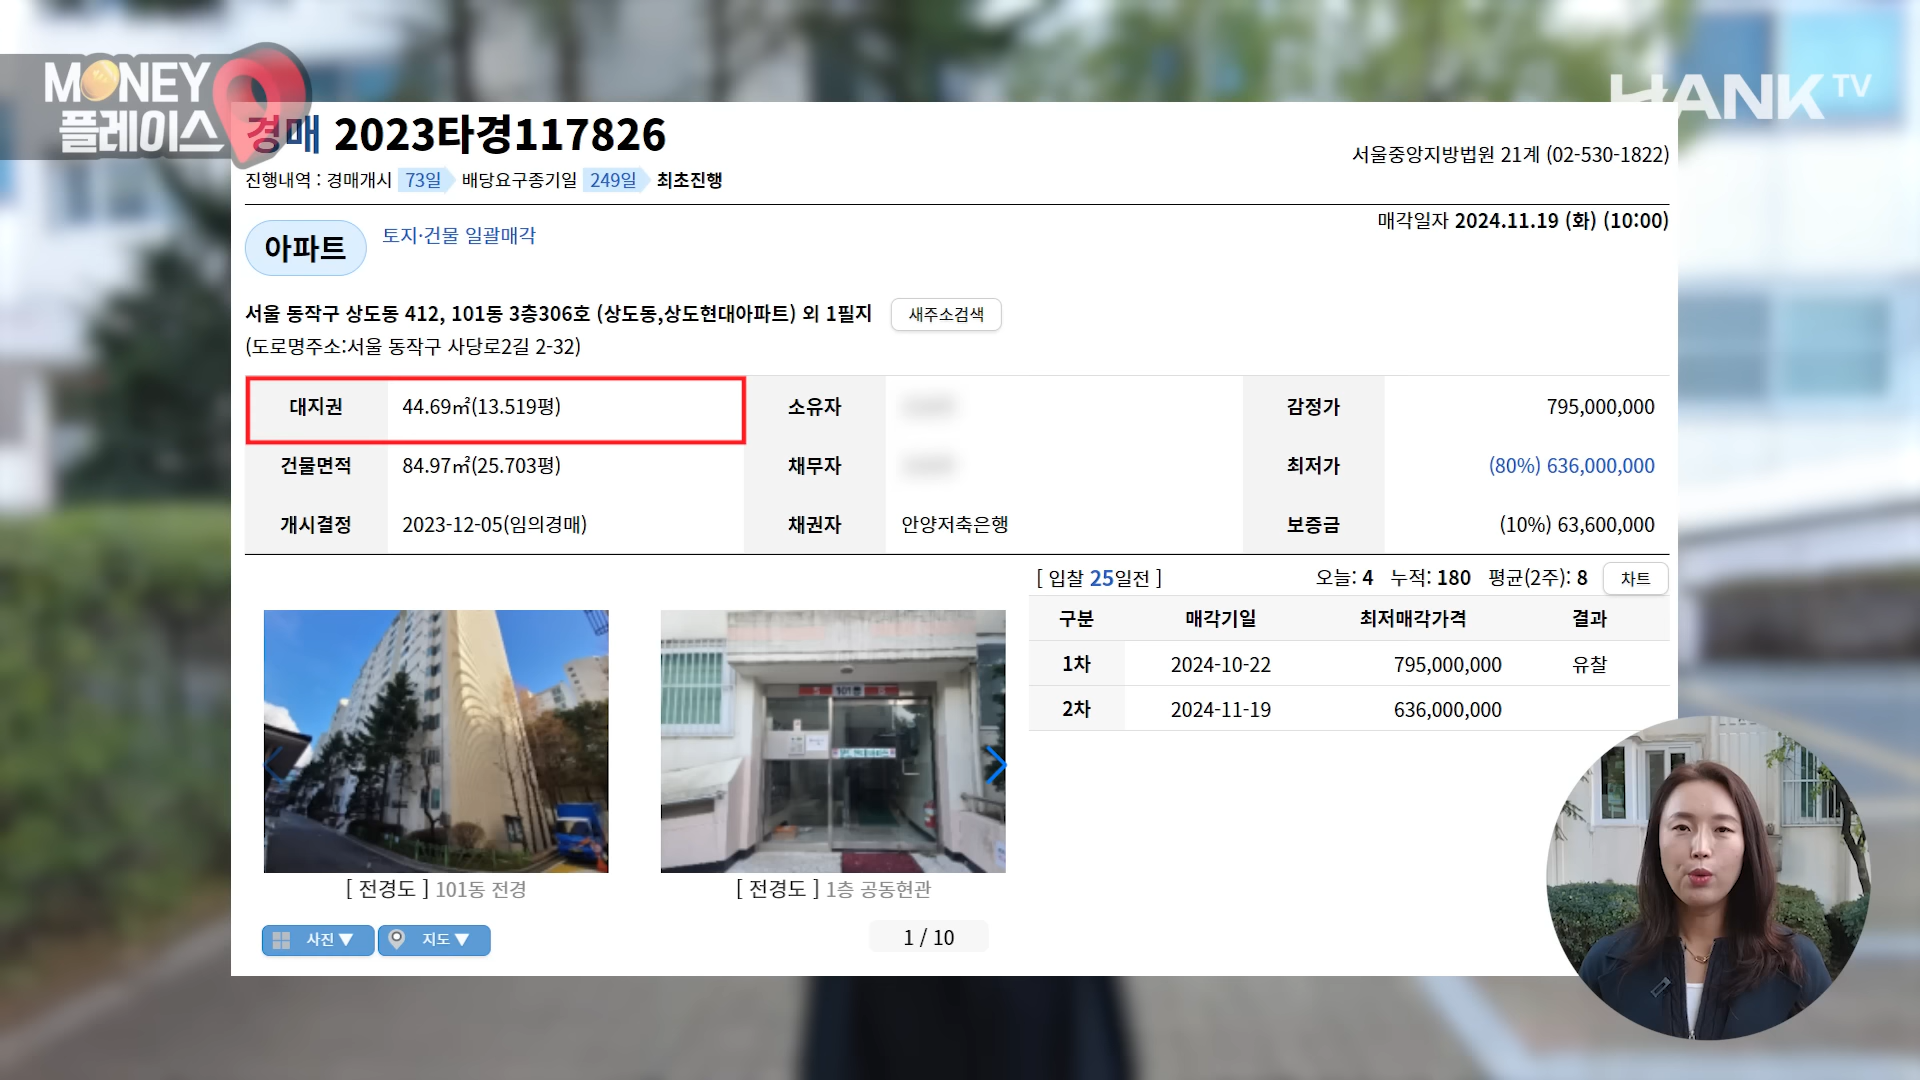 MONEY
플레이스
HANK TV
경매 2023타경117826
서울중앙지방법원 21계 (02-530-1822)
진행내역 : 경매개시 73일 배당요구종기일 249일 최초진행
매각일자 2024.11.19 (화) (10:00)
아파트 토지·건물 일괄매각
서울 동작구 상도동 412, 101동 3층306호 (상도동,상도현대아파트) 외 1필지 새주소검색
(도로명주소:서울 동작구 사당로2길 2-32)
대지권 44.69㎡(13.519평) 소유자 감정가 795,000,000
건물면적 84.97㎡(25.703평) 채무자 최저가 (80%) 636,000,000
개시결정 2023-12-05(임의경매) 채권자 안양저축은행 보증금 (10%) 63,600,000
[ 입찰 25일전 ] 오늘: 4 누적: 180 평균(2주): 8 차트
구분 매각기일 최저매각가격 결과
1차 2024-10-22 795,000,000 유찰
2차 2024-11-19 636,000,000
101동
[ 전경도 ] 101동 전경
[ 전경도 ] 1층 공동현관
사진 ▼ 지도 ▼
1 / 10